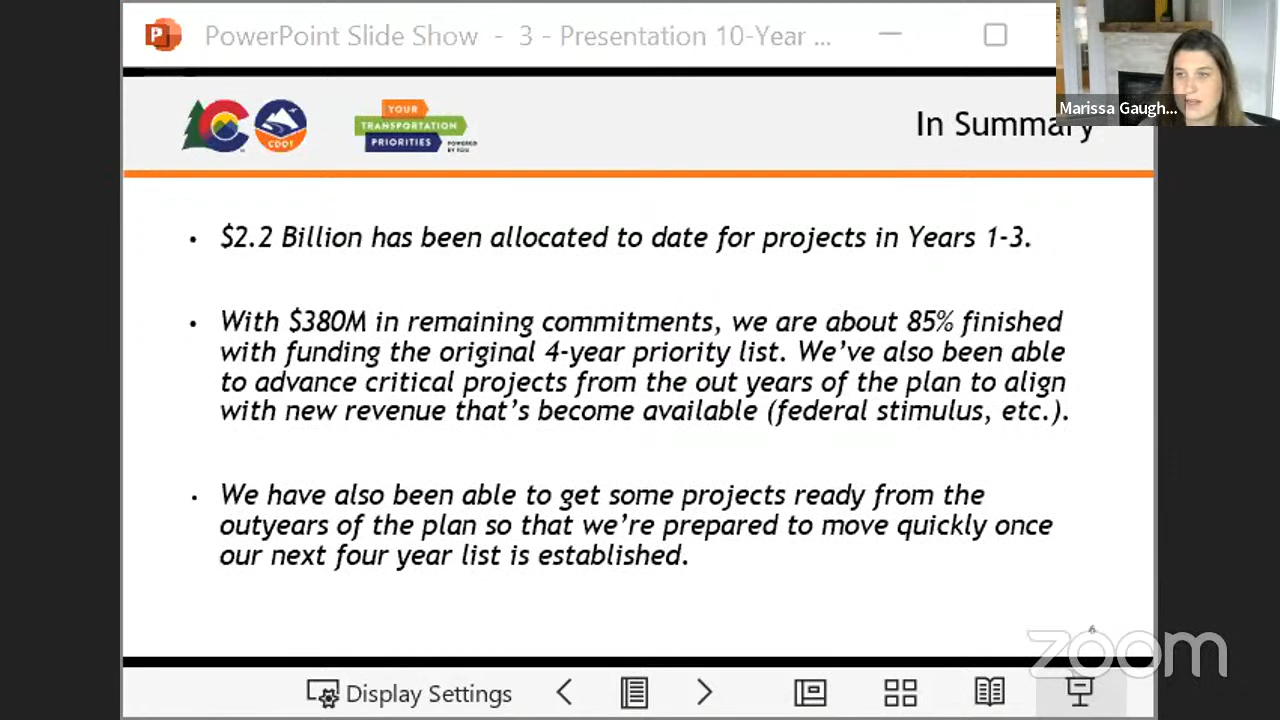 PowerPoint Slide Show - 3 - Presentation 10-Year ...
Marissa Gaugh...
CDOT
YOUR
TRANSPORTATION
PRIORITIES
POWERED
BY YOU
In Summary
• $2.2 Billion has been allocated to date for projects in Years 1-3.
• With $380M in remaining commitments, we are about 85% finished
with funding the original 4-year priority list. We’ve also been able
to advance critical projects from the out years of the plan to align
with new revenue that’s become available (federal stimulus, etc.).
• We have also been able to get some projects ready from the
outyears of the plan so that we’re prepared to move quickly once
our next four year list is established.
6
zoom
Display Settings